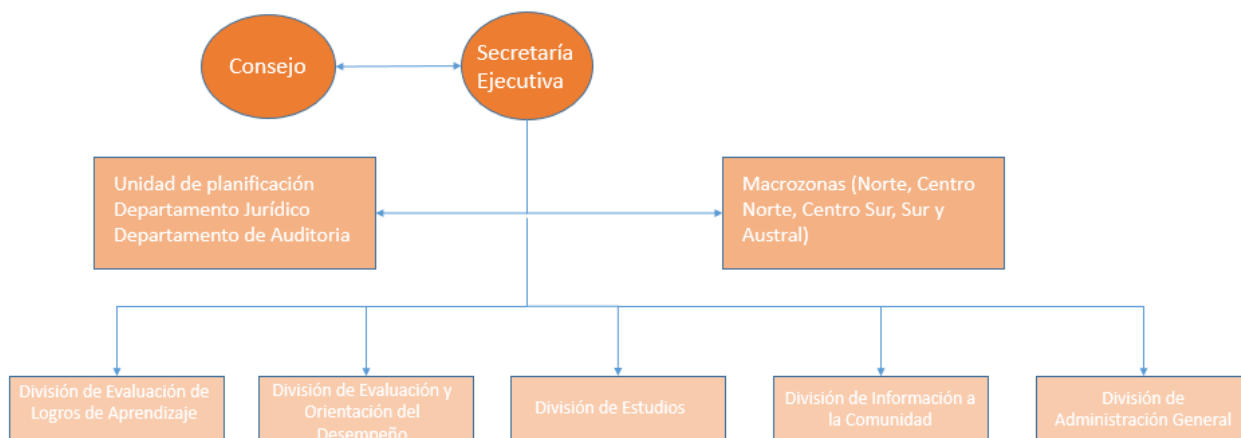 Consejo
Secretaría
Ejecutiva
Unidad de planificación
Departamento Jurídico
Departamento de Auditoria
Macrozonas (Norte, Centro
Norte, Centro Sur, Sur y
Austral)
División de Evaluación de
Logros de Aprendizaje
División de Evaluación y
Orientación del
Desempeño
División de Estudios
División de Información a
la Comunidad
División de
Administración General